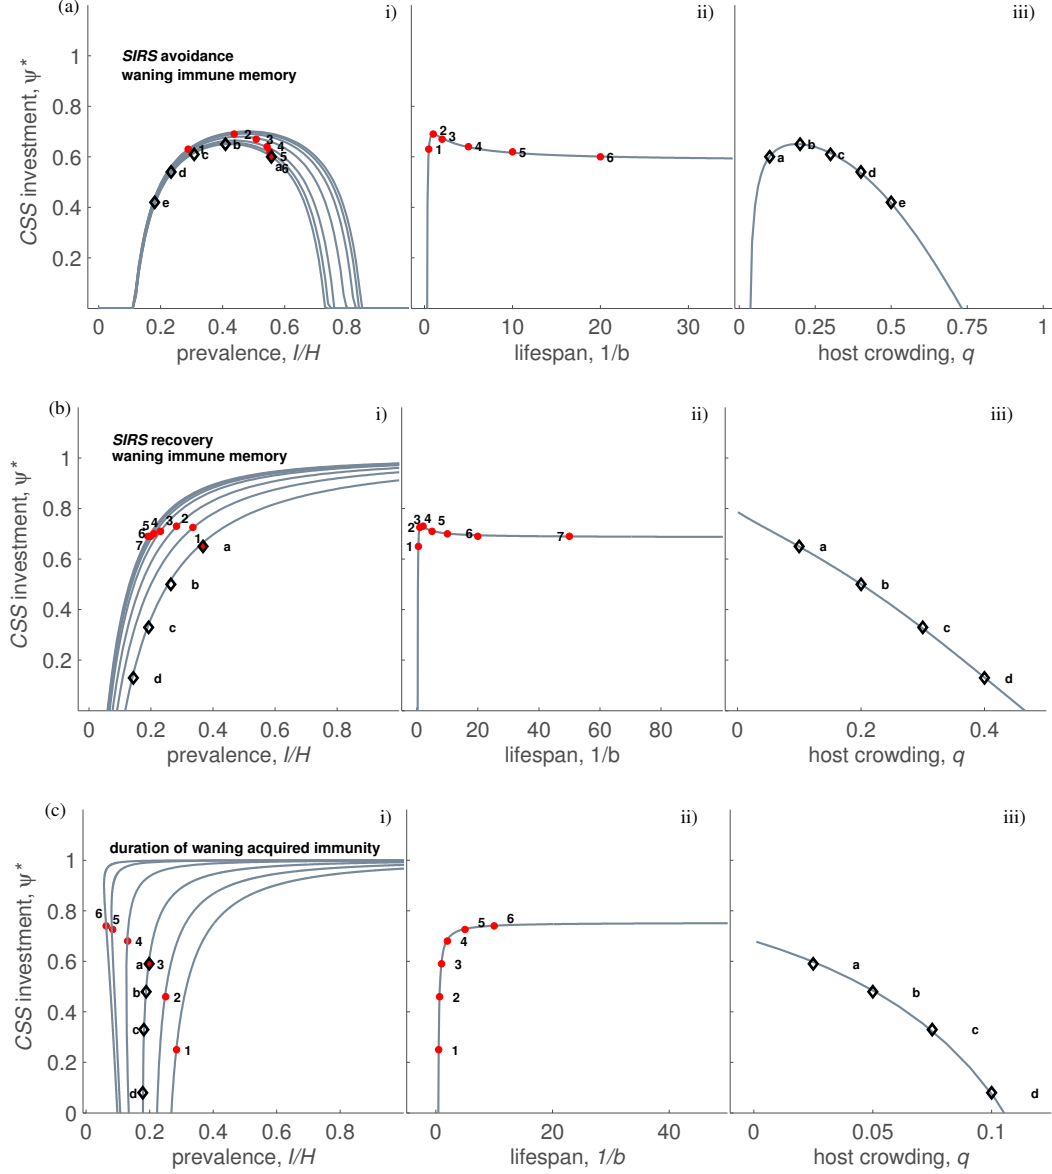 (a)
i)
ii)
iii)
SIRS avoidance
waning immune memory
CSS investment, ψ*
1
0.8
0.6
0.4
0.2
1
2
3
4
5
6
a
b
c
d
e
0
0.2
0.4
0.6
0.8
prevalence, I/H
1
2
3
4
5
6
0
10
20
30
lifespan, 1/b
a
b
c
d
e
0
0.25
0.5
0.75
1
host crowding, q
(b)
i)
ii)
iii)
SIRS recovery
waning immune memory
CSS investment, ψ*
1
0.8
0.6
0.4
0.2
1
2
3
4
5
6
7
a
b
c
d
0
0.2
0.4
0.6
0.8
prevalence, I/H
1
2
3
4
5
6
7
0
20
40
60
80
lifespan, 1/b
a
b
c
d
0
0.2
0.4
host crowding, q
(c)
i)
ii)
iii)
duration of waning acquired immunity
CSS investment, ψ*
1
0.8
0.6
0.4
0.2
0
6
5
4
a
3
b
2
c
1
d
0
0.2
0.4
0.6
0.8
prevalence, I/H
1
2
3
4
5
6
0
20
40
lifespan, 1/b
a
b
c
d
0
0.05
0.1
host crowding, q